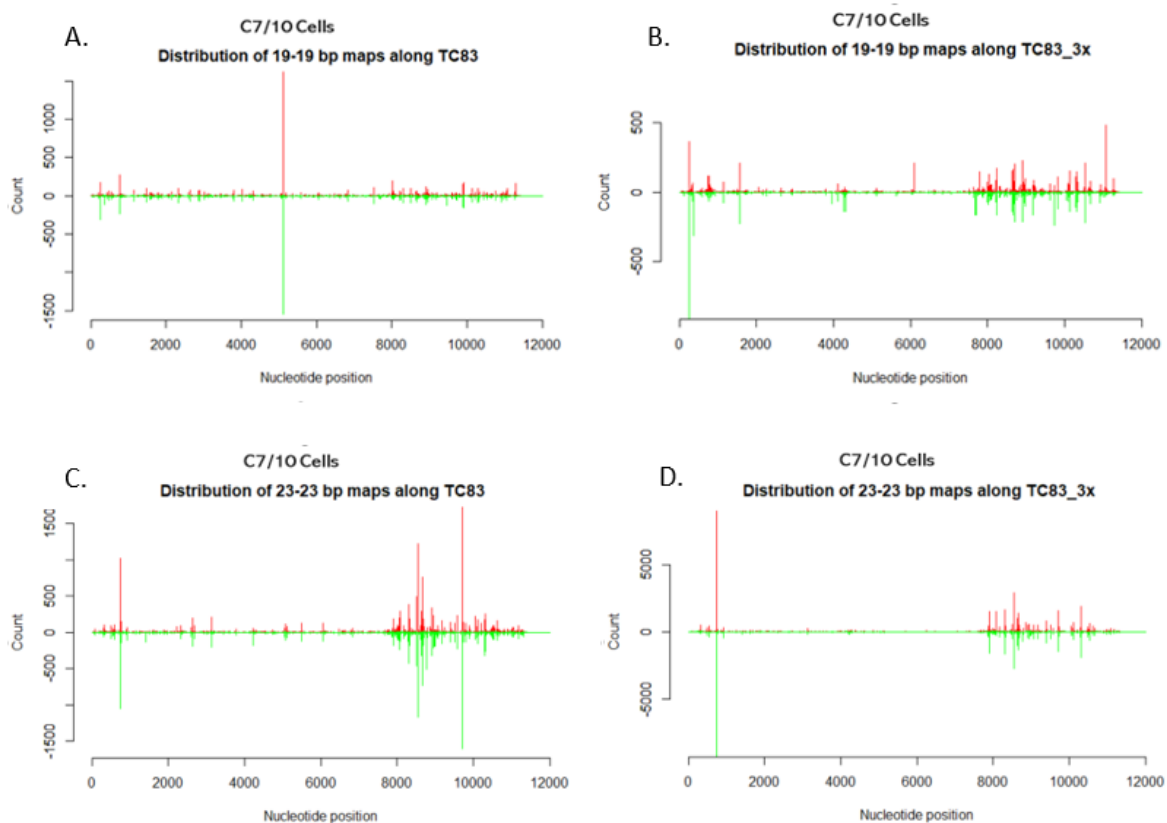 A.
C7/10 Cells
Distribution of 19-19 bp maps along TC83
Count
1000
500
0
-500
-1500
0 2000 4000 6000 8000 10000 12000
Nucleotide position
B.
C7/10 Cells
Distribution of 19-19 bp maps along TC83_3x
Count
500
0
-500
0 2000 4000 6000 8000 10000 12000
Nucleotide position
C.
C7/10 Cells
Distribution of 23-23 bp maps along TC83
Count
1500
500
0
-500
-1500
0 2000 4000 6000 8000 10000 12000
Nucleotide position
D.
C7/10 Cells
Distribution of 23-23 bp maps along TC83_3x
Count
5000
0
-5000
0 2000 4000 6000 8000 10000 12000
Nucleotide position